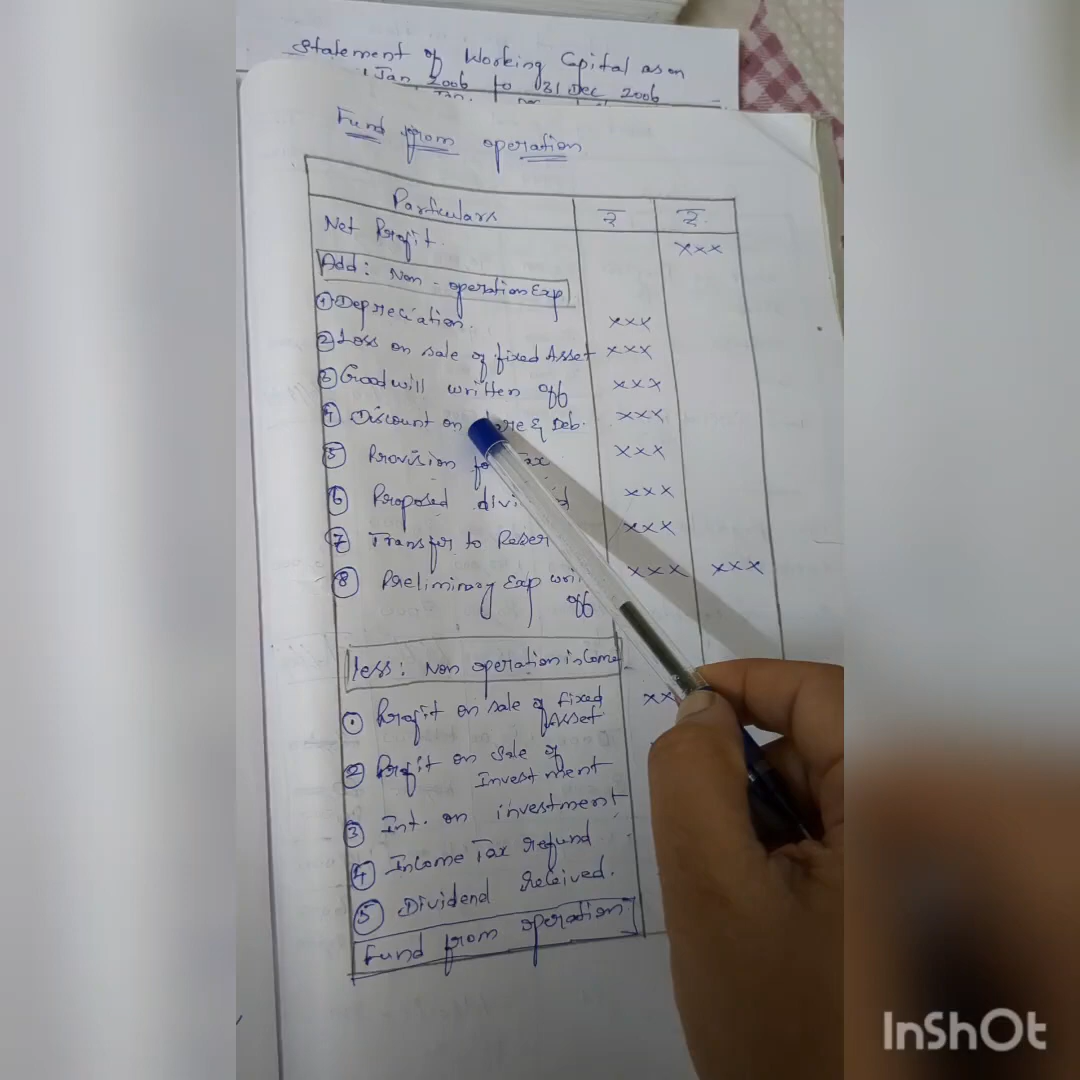 Statement of Working Capital as on
Jan 2006 to 31 Dec 2006
Fund from operation
Particulars ₹ ₹
Net Profit xxx
Add: Non - operation Exp
① Depreciation. xxx
② Loss on sale of fixed Asset xxx
③ Goodwill written off xxx
④ Discount on & Deb. xxx
⑤ Provision xxx
⑥ Proposed xxx
⑦ Transfer to xxx
⑧ Preliminary Exp xxx xxx
off
less: Non operation income
① Profit on sale of fixed
Asset
② Profit on sale of
Investment
③ Int. on investment
④ Income Tax refund
⑤ Dividend received.
Fund from operation
InShOt